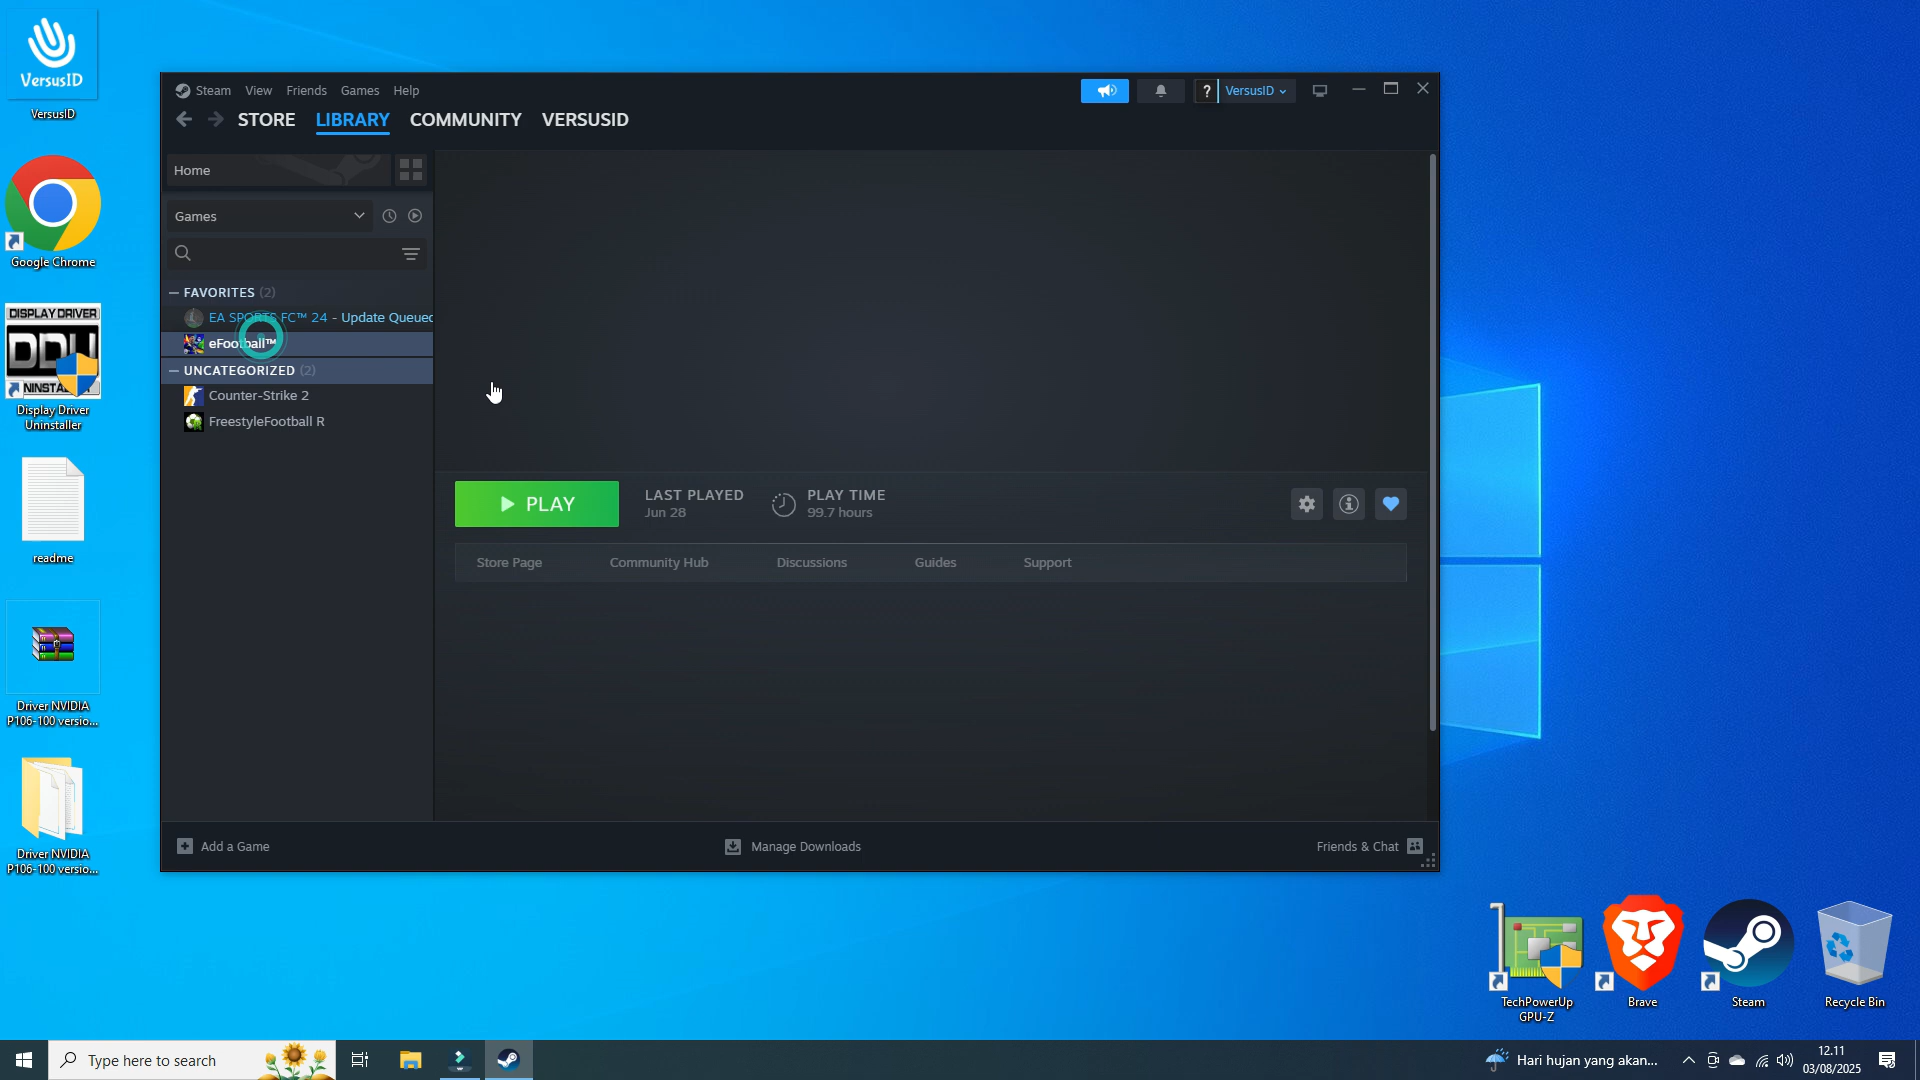 VersusID
VersusID
Google Chrome
DISPLAY DRIVER
DDU
Display Driver
Uninstaller
readme
Driver NVIDIA
P106-100 versio...
Driver NVIDIA
P106-100 versio...
Steam View Friends Games Help
? VersusID
STORE LIBRARY COMMUNITY VERSUSID
Home
Games
— FAVORITES (2)
EA SPORTS FC™ 24 - Update Queued
eFootball™
— UNCATEGORIZED (2)
Counter-Strike 2
FreestyleFootball R
PLAY
LAST PLAYED
Jun 28
PLAY TIME
99.7 hours
Store Page Community Hub Discussions Guides Support
Add a Game
Manage Downloads
Friends & Chat
TechPowerUp
GPU-Z
Brave
Steam
Recycle Bin
Type here to search
Hari hujan yang akan...
12.11
03/08/2025